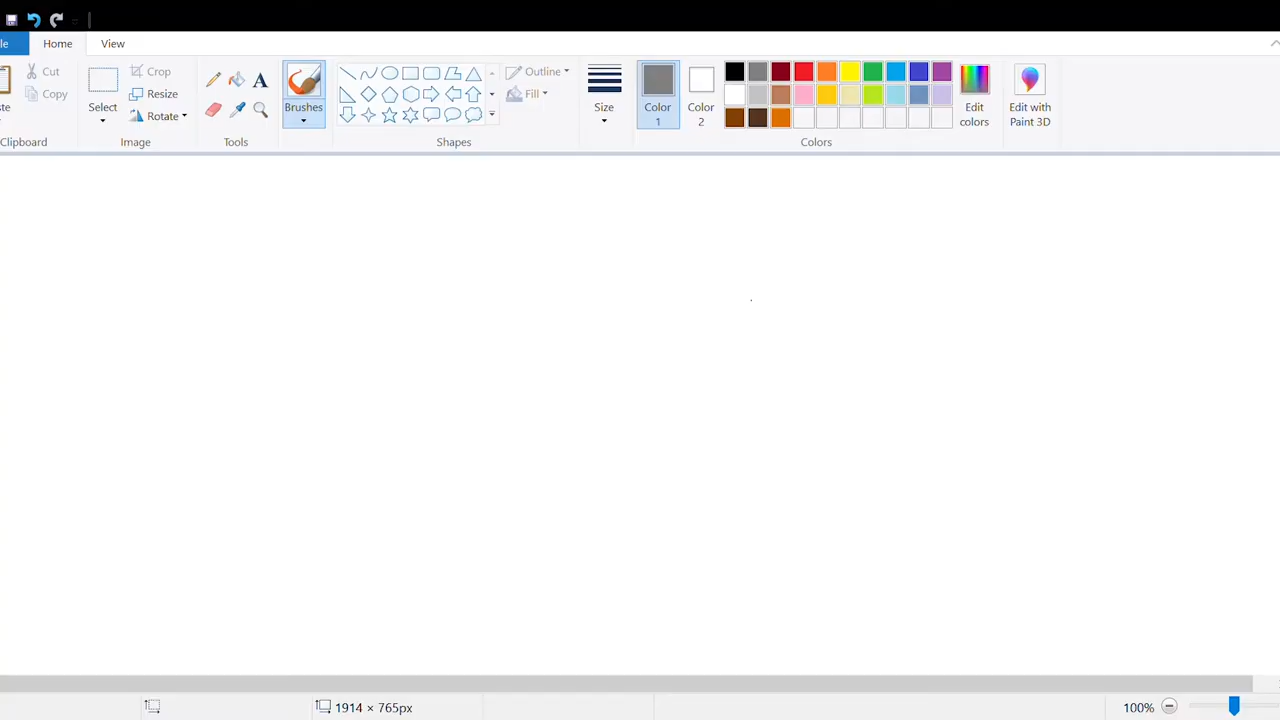 le Home View
Cut
Copy
ste
Clipboard
Select
Crop
Resize
Rotate
Image
A
Tools
Brushes
Outline
Fill
Shapes
Size
Color 1
Color 2
Edit colors
Colors
Edit with Paint 3D
1914 × 765px
100%